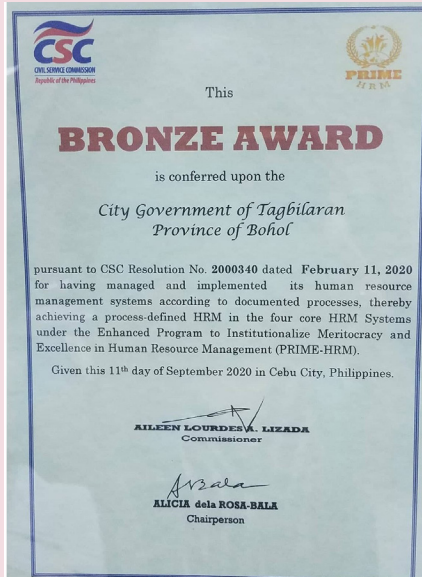 CSC
CIVIL SERVICE COMMISSION
Republic of the Philippines
PRIME
HRM
This
BRONZE AWARD
is conferred upon the
City Government of Tagbilaran
Province of Bohol
pursuant to CSC Resolution No. 2000340 dated February 11, 2020
for having managed and implemented its human resource
management systems according to documented processes, thereby
achieving a process-defined HRM in the four core HRM Systems
under the Enhanced Program to Institutionalize Meritocracy and
Excellence in Human Resource Management (PRIME-HRM).
Given this 11th day of September 2020 in Cebu City, Philippines.
AILEEN LOURDES A. LIZADA
Commissioner
ALICIA dela ROSA-BALA
Chairperson